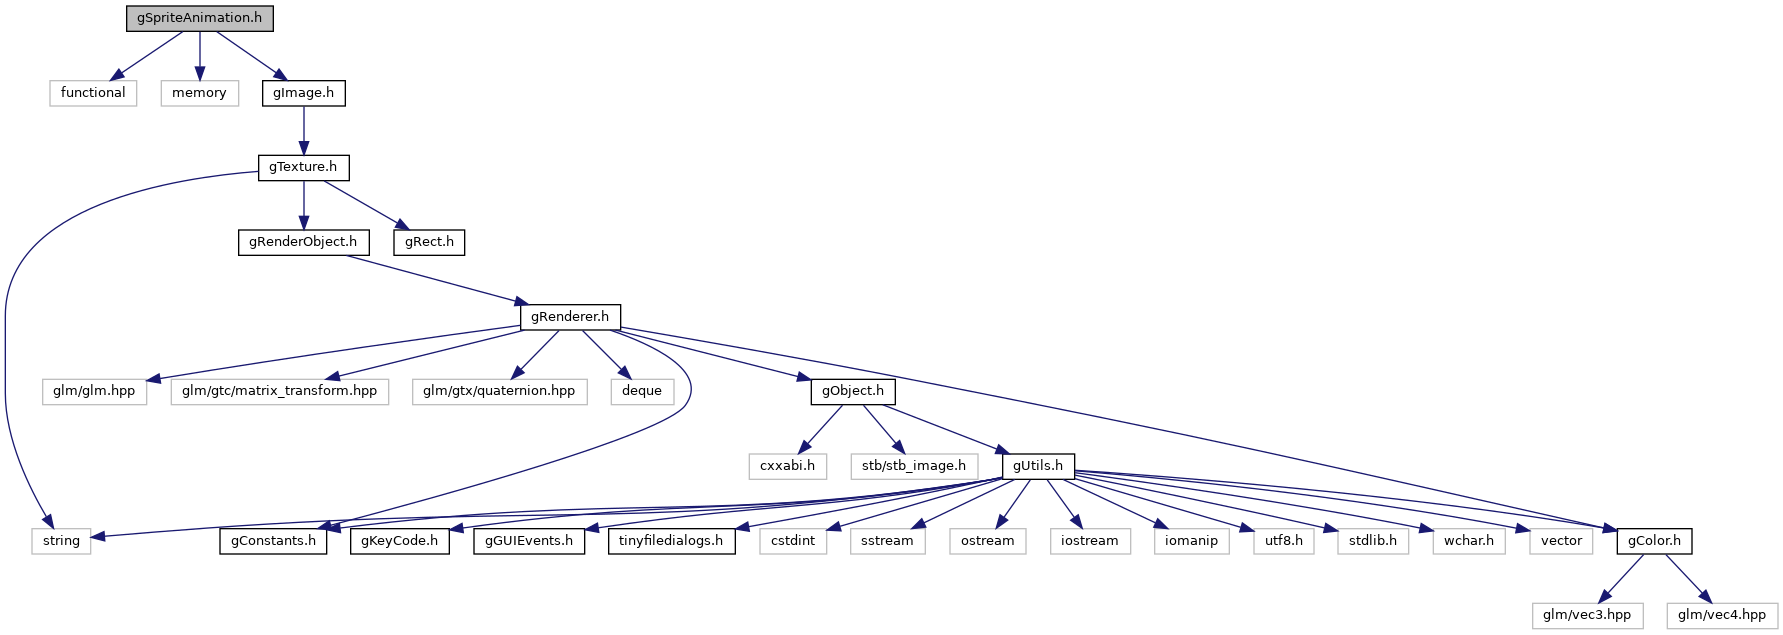 gSpriteAnimation.h
functional
memory
gImage.h
gTexture.h
gRenderObject.h
gRect.h
gRenderer.h
glm/glm.hpp
glm/gtc/matrix_transform.hpp
glm/gtx/quaternion.hpp
deque
gObject.h
cxxabi.h
stb/stb_image.h
gUtils.h
string
gConstants.h
gKeyCode.h
gGUIEvents.h
tinyfiledialogs.h
cstdint
sstream
ostream
iostream
iomanip
utf8.h
stdlib.h
wchar.h
vector
gColor.h
glm/vec3.hpp
glm/vec4.hpp